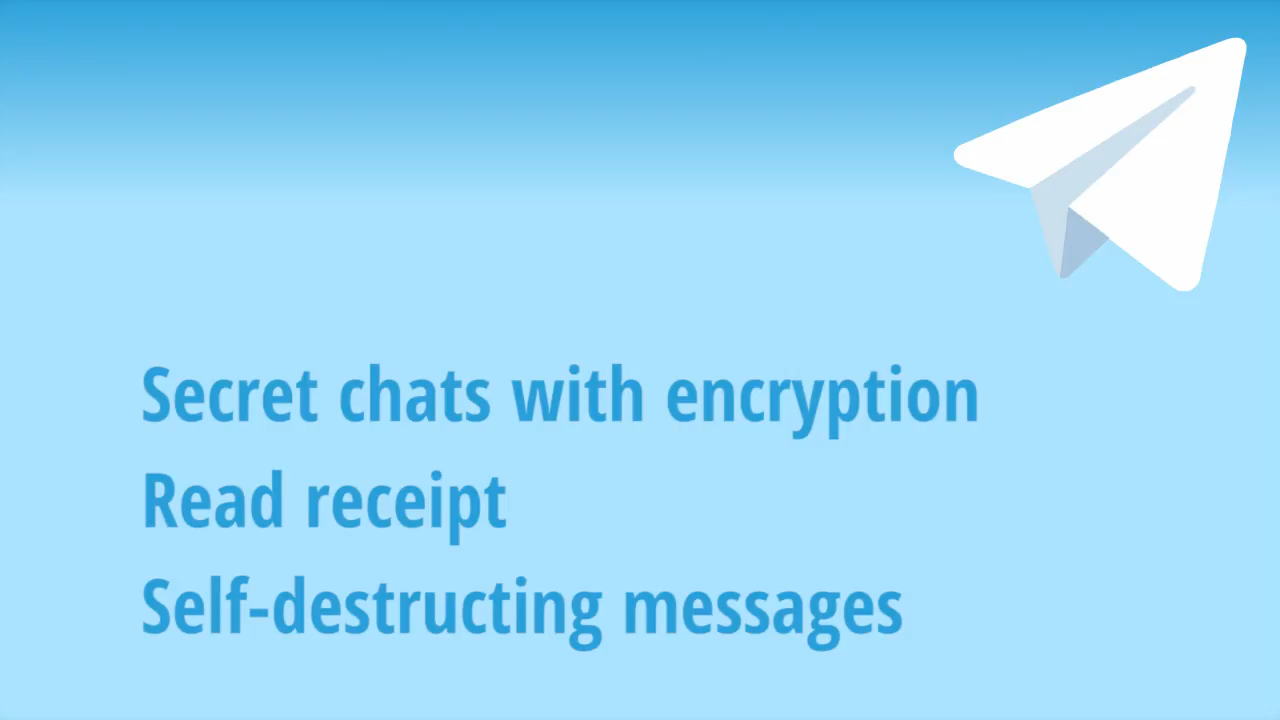 Secret chats with encryption
Read receipt
Self-destructing messages